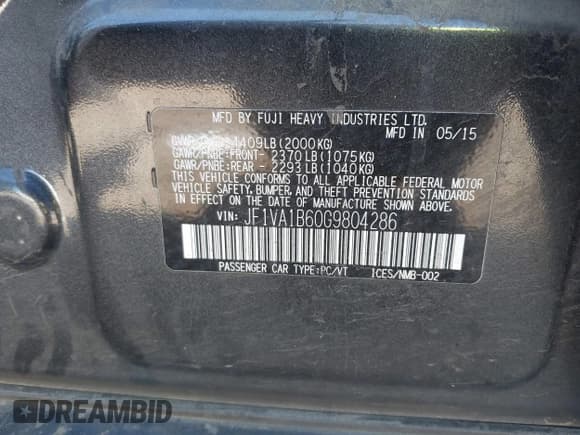 MFD BY FUJI HEAVY INDUSTRIES LTD.
MFD IN 05/15
4409LB(2000KG)
GAWR/PNBE:FRONT- 2370LB(1075KG)
GAWR/PNBE:REAR - 2293LB(1040KG)
THIS VEHICLE CONFORMS TO ALL APPLICABLE FEDERAL MOTOR
VEHICLE SAFETY, BUMPER, AND THEFT PREVENTION STANDARDS
IN EFFECT ON THE DATE OF MANUFACTURE SHOWN ABOVE.
VIN: JF1VA1B60G9804286
PASSENGER CAR TYPE:PC/VT ICES/NMB-002
DREAMBID